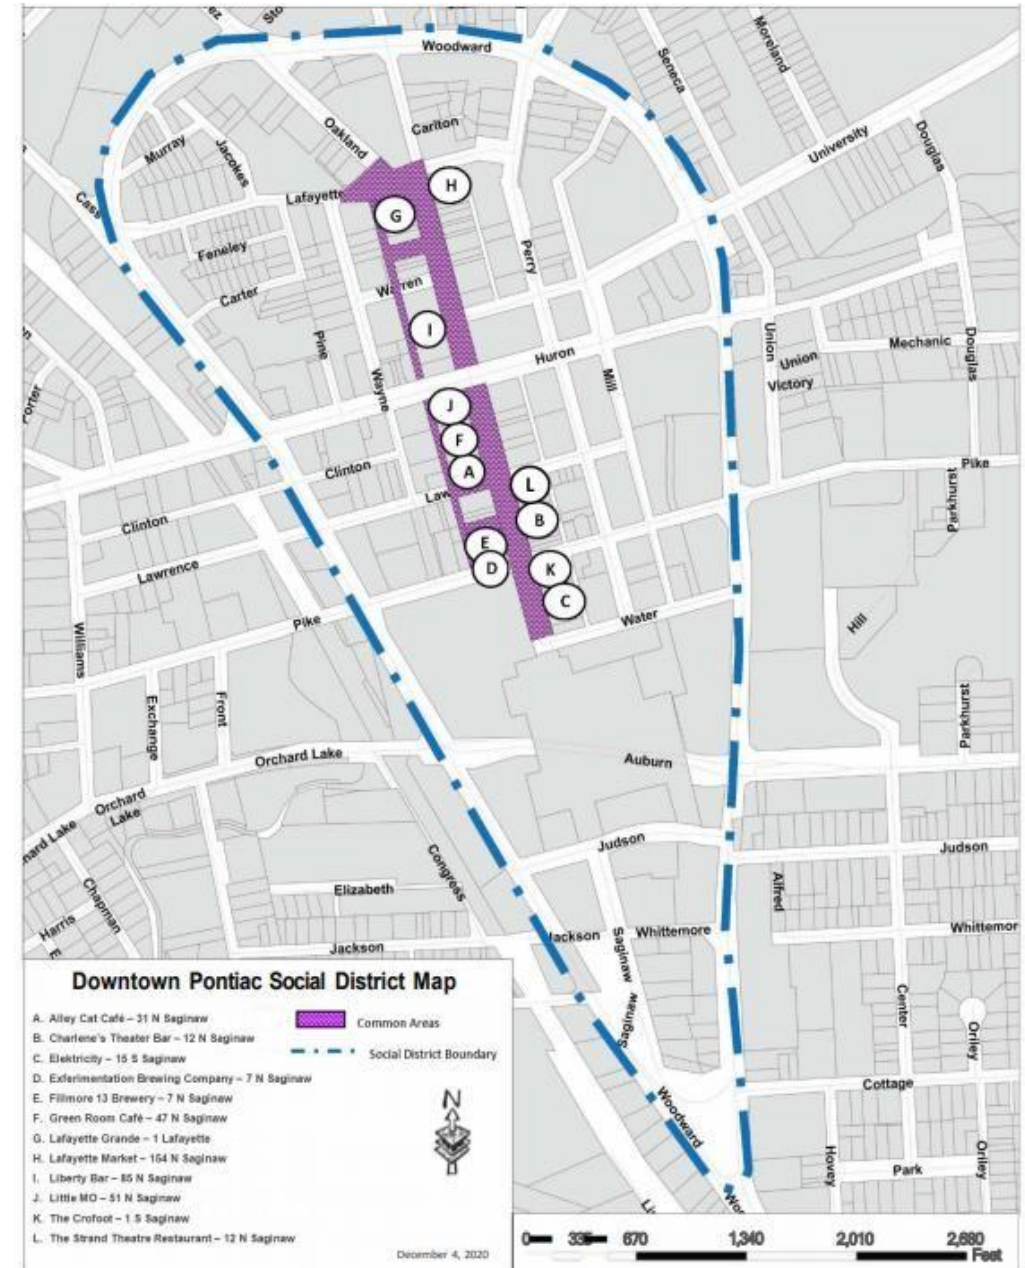 Woodward
Seneca
Moreland
Carlton
Oakland
University
Douglas
Murray
Jacokes
Lafayette
H
G
Cass
Feneley
Perry
Carter
Warren
I
Pine
Huron
Union
Mechanic
Douglas
Union
Victory
Mill
Wayne
J
F
A
Clinton
L
Pike
Law
Parkhurst
Clinton
B
E
D
K
Lawrence
C
Water
Pike
Hill
Williams
Exchange
Front
Parkhurst
Orchard Lake
Auburn
Orchard
Lake
Judson
Judson
Congress
Elizabeth
Alfred
Chapman
Harris
Jackson
Whittemore
Whittemor
Jackson
Saginaw
Saginaw
Center
Oriley
Cottage
Woodward
Hovey
Park
Oriley
Downtown Pontiac Social District Map
A. Alley Cat Café – 31 N Saginaw
B. Charlene's Theater Bar – 12 N Saginaw
C. Elektricity – 15 S Saginaw
D. Exferimentation Brewing Company – 7 N Saginaw
E. Fillmore 13 Brewery – 7 N Saginaw
F. Green Room Café – 47 N Saginaw
G. Lafayette Grande – 1 Lafayette
H. Lafayette Market – 154 N Saginaw
I. Liberty Bar – 85 N Saginaw
J. Little MO – 51 N Saginaw
K. The Crofoot – 1 S Saginaw
L. The Strand Theatre Restaurant – 12 N Saginaw
Common Areas
Social District Boundary
N
December 4, 2020
0 335 670 1,340 2,010 2,680
Feet